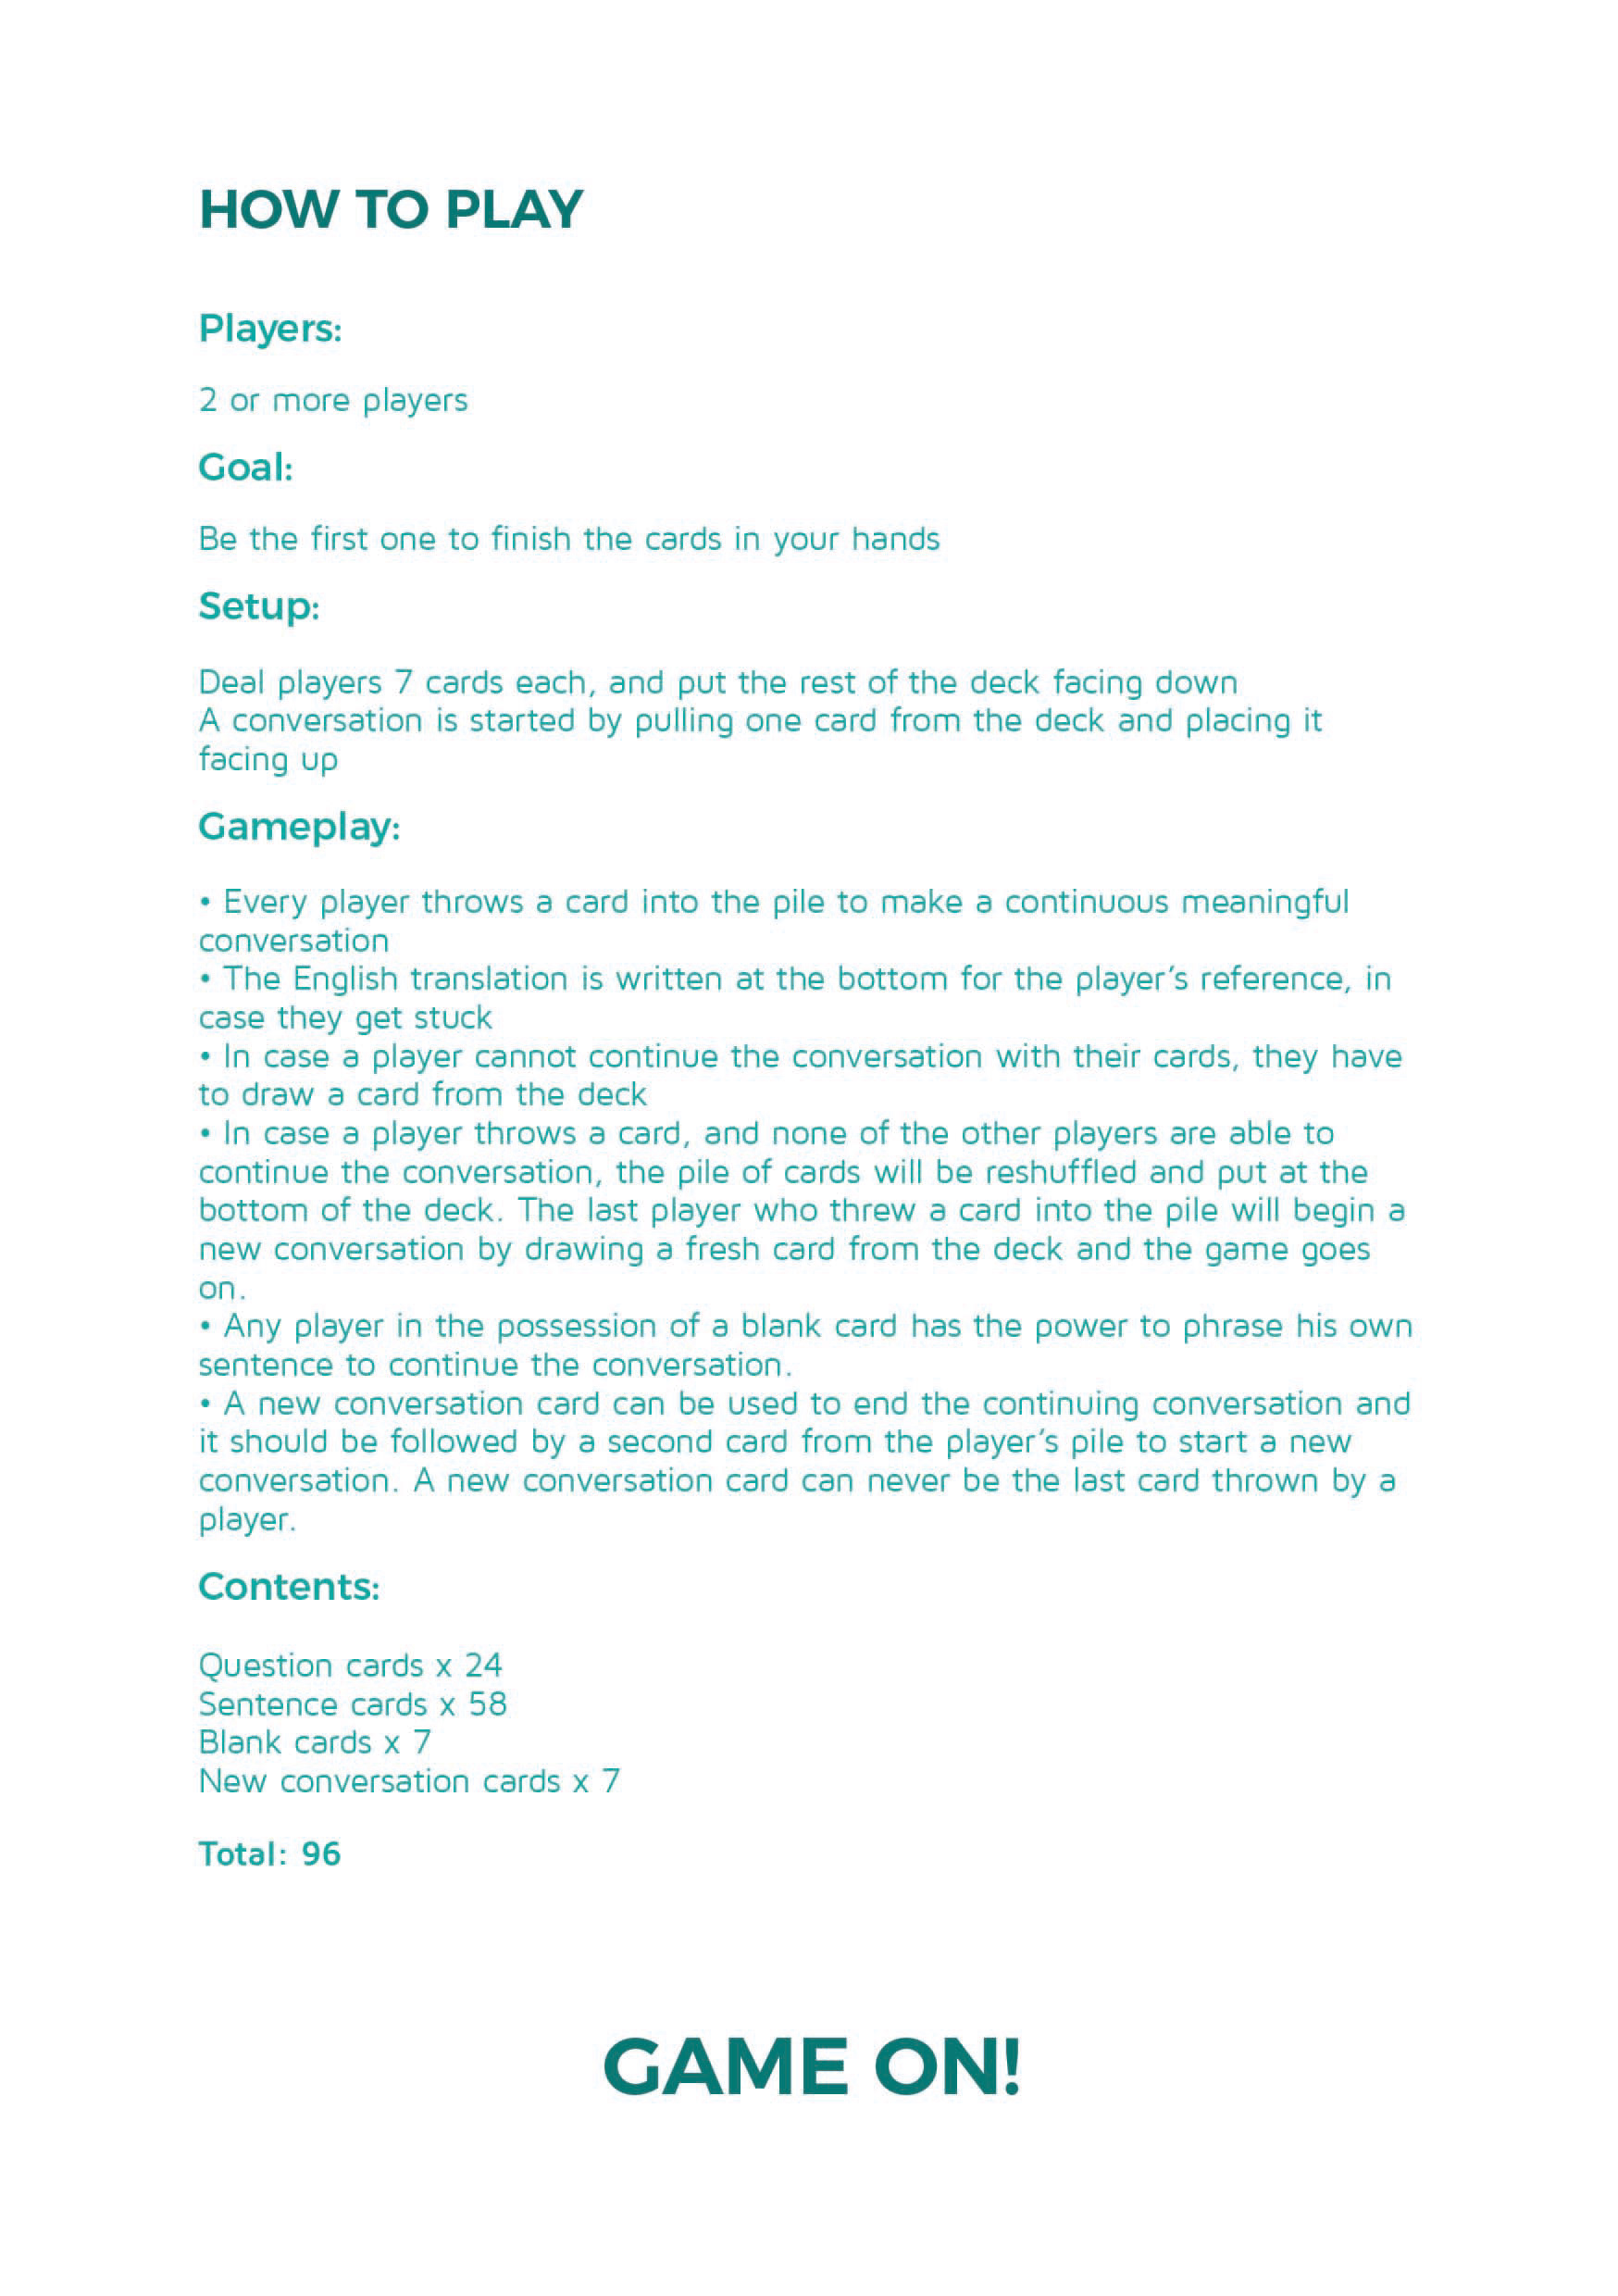 HOW TO PLAY
Players:
2 or more players
Goal:
Be the first one to finish the cards in your hands
Setup:
Deal players 7 cards each, and put the rest of the deck facing down
A conversation is started by pulling one card from the deck and placing it
facing up
Gameplay:
• Every player throws a card into the pile to make a continuous meaningful
conversation
• The English translation is written at the bottom for the player’s reference, in
case they get stuck
• In case a player cannot continue the conversation with their cards, they have
to draw a card from the deck
• In case a player throws a card, and none of the other players are able to
continue the conversation, the pile of cards will be reshuffled and put at the
bottom of the deck. The last player who threw a card into the pile will begin a
new conversation by drawing a fresh card from the deck and the game goes
on.
• Any player in the possession of a blank card has the power to phrase his own
sentence to continue the conversation.
• A new conversation card can be used to end the continuing conversation and
it should be followed by a second card from the player’s pile to start a new
conversation. A new conversation card can never be the last card thrown by a
player.
Contents:
Question cards x 24
Sentence cards x 58
Blank cards x 7
New conversation cards x 7
Total: 96
GAME ON!